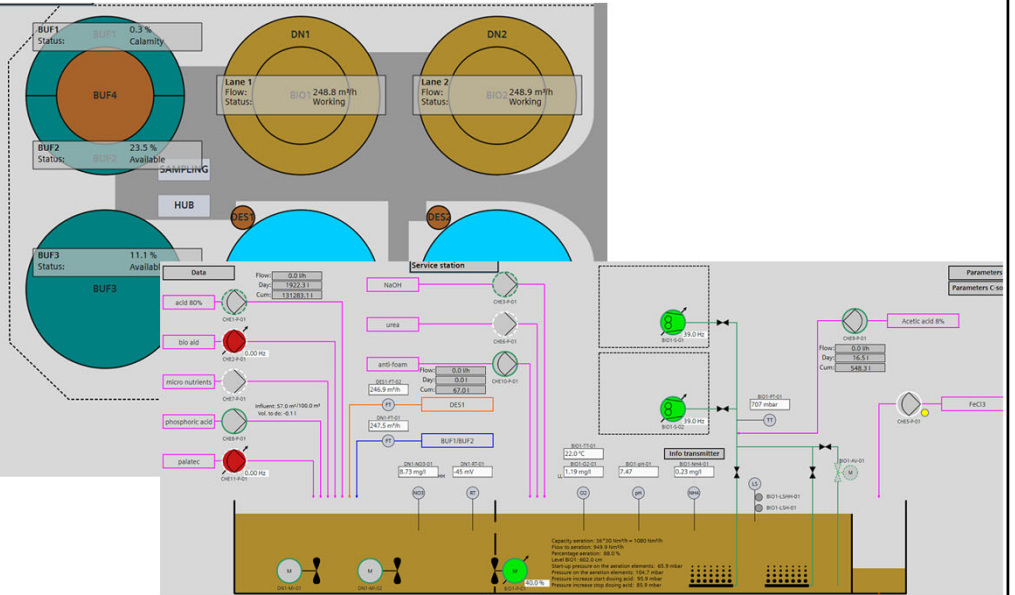 BUF1 0.3 %
Status: Calamity
BUF4
BUF2 23.5 %
Status: Available
DN1
Lane 1
Flow: 248.8 m³/h
Status: Working
DN2
Lane 2
Flow: 248.9 m³/h
Status: Working
SAMPLING
HUB
DES1
DES2
BUF3 11.1 %
Status: Availabl
BUF3
Data
Flow: 0.0 l/h
Day: 1922.3 l
Cum: 131283.1 l
acid 80%
CHE1-P-01
bio aid
0.00 Hz
CHE2-P-01
micro nutrients
CHE7-P-01
Influent: 57.0 m³/100.0 m³
Vol. to do: -0.1 l
phosphoric acid
CHE8-P-01
palatec
0.00 Hz
CHE11-P-01
Service station
NaOH
CHE3-P-01
urea
CHE6-P-01
anti-foam
CHE10-P-01
Flow: 0.0 l/h
Day: 0.0 l
Cum: 67.0 l
DES1-FT-02
246.9 m³/h
FT
DES1
DN1-FT-01
247.5 m³/h
FT
BUF1/BUF2
DN1-NO3-01
8.73 mg/l
HH
NO3
DN1-RT-01
-45 mV
RT
BIO1-TT-01
22.0 °C
BIO1-O2-01
LL 1.19 mg/l
O2
BIO1-pH-01
7.47
pH
Info transmitter
BIO1-NH4-01
0.23 mg/l
NH4
39.0 Hz
BIO1-S-01
39.0 Hz
BIO1-S-02
BIO1-PT-01
707 mbar
TT
LS
BIO1-LSHH-01
BIO1-LSH-01
BIO1-AV-01
M
Parameters
Parameters C-so
CHE9-P-01
Acetic acid 8%
Flow: 0.0 l/h
Day: 16.5 l
Cum: 548.3 l
CHE5-P-01
FeCl3
M
DN1-MI-01
M
DN1-MI-02
M
BIO1-P-01
40.0 %
Capacity aeration: 36*30 Nm³/h = 1080 Nm³/h
Flow to aeration: 949.9 Nm³/h
Percentage aeration: 88.0 %
Level BIO1: 602.0 cm
Start-up pressure on the aeration elements: 65.9 mbar
Pressure on the aeration elements: 104.7 mbar
Pressure increase start dosing acid: 95.9 mbar
Pressure increase stop dosing acid: 85.9 mbar